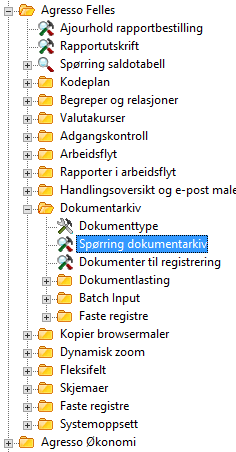 Agresso Felles
Ajourhold rapportbestilling
Rapportutskrift
Spørring saldotabell
Kodeplan
Begreper og relasjoner
Valutakurser
Adgangskontroll
Arbeidsflyt
Rapporter i arbeidsflyt
Handlingsoversikt og e-post male
Dokumentarkiv
Dokumenttype
Spørring dokumentarkiv
Dokumenter til registrering
Dokumentlasting
Batch Input
Faste registre
Kopier browsermaler
Dynamisk zoom
Fleksifelt
Skjemaer
Faste registre
Systemoppsett
Agresso Økonomi